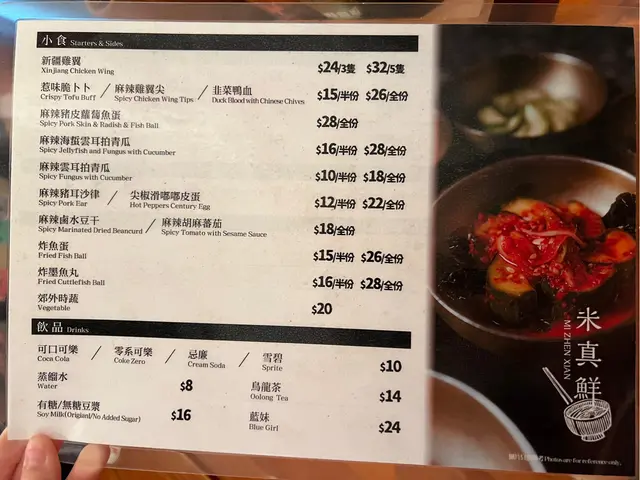 小食 Starters & Sides
新疆雞翼 $24/3隻 $32/5隻
Xinjiang Chicken Wing
惹味脆卜卜 / 麻辣雞翼尖 / 韭菜鴨血 $15/半份 $26/全份
Crispy Tofu Buff / Spicy Chicken Wing Tips / Duck Blood with Chinese Chives
麻辣豬皮蘿蔔魚蛋 $28/全份
Spicy Pork Skin & Radish & Fish Ball
麻辣海蜇雲耳拍青瓜 $16/半份 $28/全份
Spicy Jellyfish and Fungus with Cucumber
麻辣雲耳拍青瓜 $10/半份 $18/全份
Spicy Fungus with Cucumber
麻辣豬耳沙律 / 尖椒滑嘟嘟皮蛋 $12/半份 $22/全份
Spicy Pork Ear / Hot Peppers Century Egg
麻辣鹵水豆干 / 麻辣胡麻蕃茄 $18/全份
Spicy Marinated Dried Beancurd / Spicy Tomato with Sesame Sauce
炸魚蛋 $15/半份 $26/全份
Fried Fish Ball
炸墨魚丸 $16/半份 $28/全份
Fried Cuttlefish Ball
郊外時蔬 $20
Vegetable
飲品 Drinks
可口可樂 / 零系可樂 / 忌廉 / 雪碧 $10
Coca Cola / Coke Zero / Cream Soda / Sprite
蒸餾水 $8 烏龍茶 $14
Water Oolong Tea
有糖/無糖豆漿 $16 藍妹 $24
Soy Milk(Origianl/No Added Sugar) Blue Girl
米真鮮
MI ZHEN XUAN
Photos are for reference only.